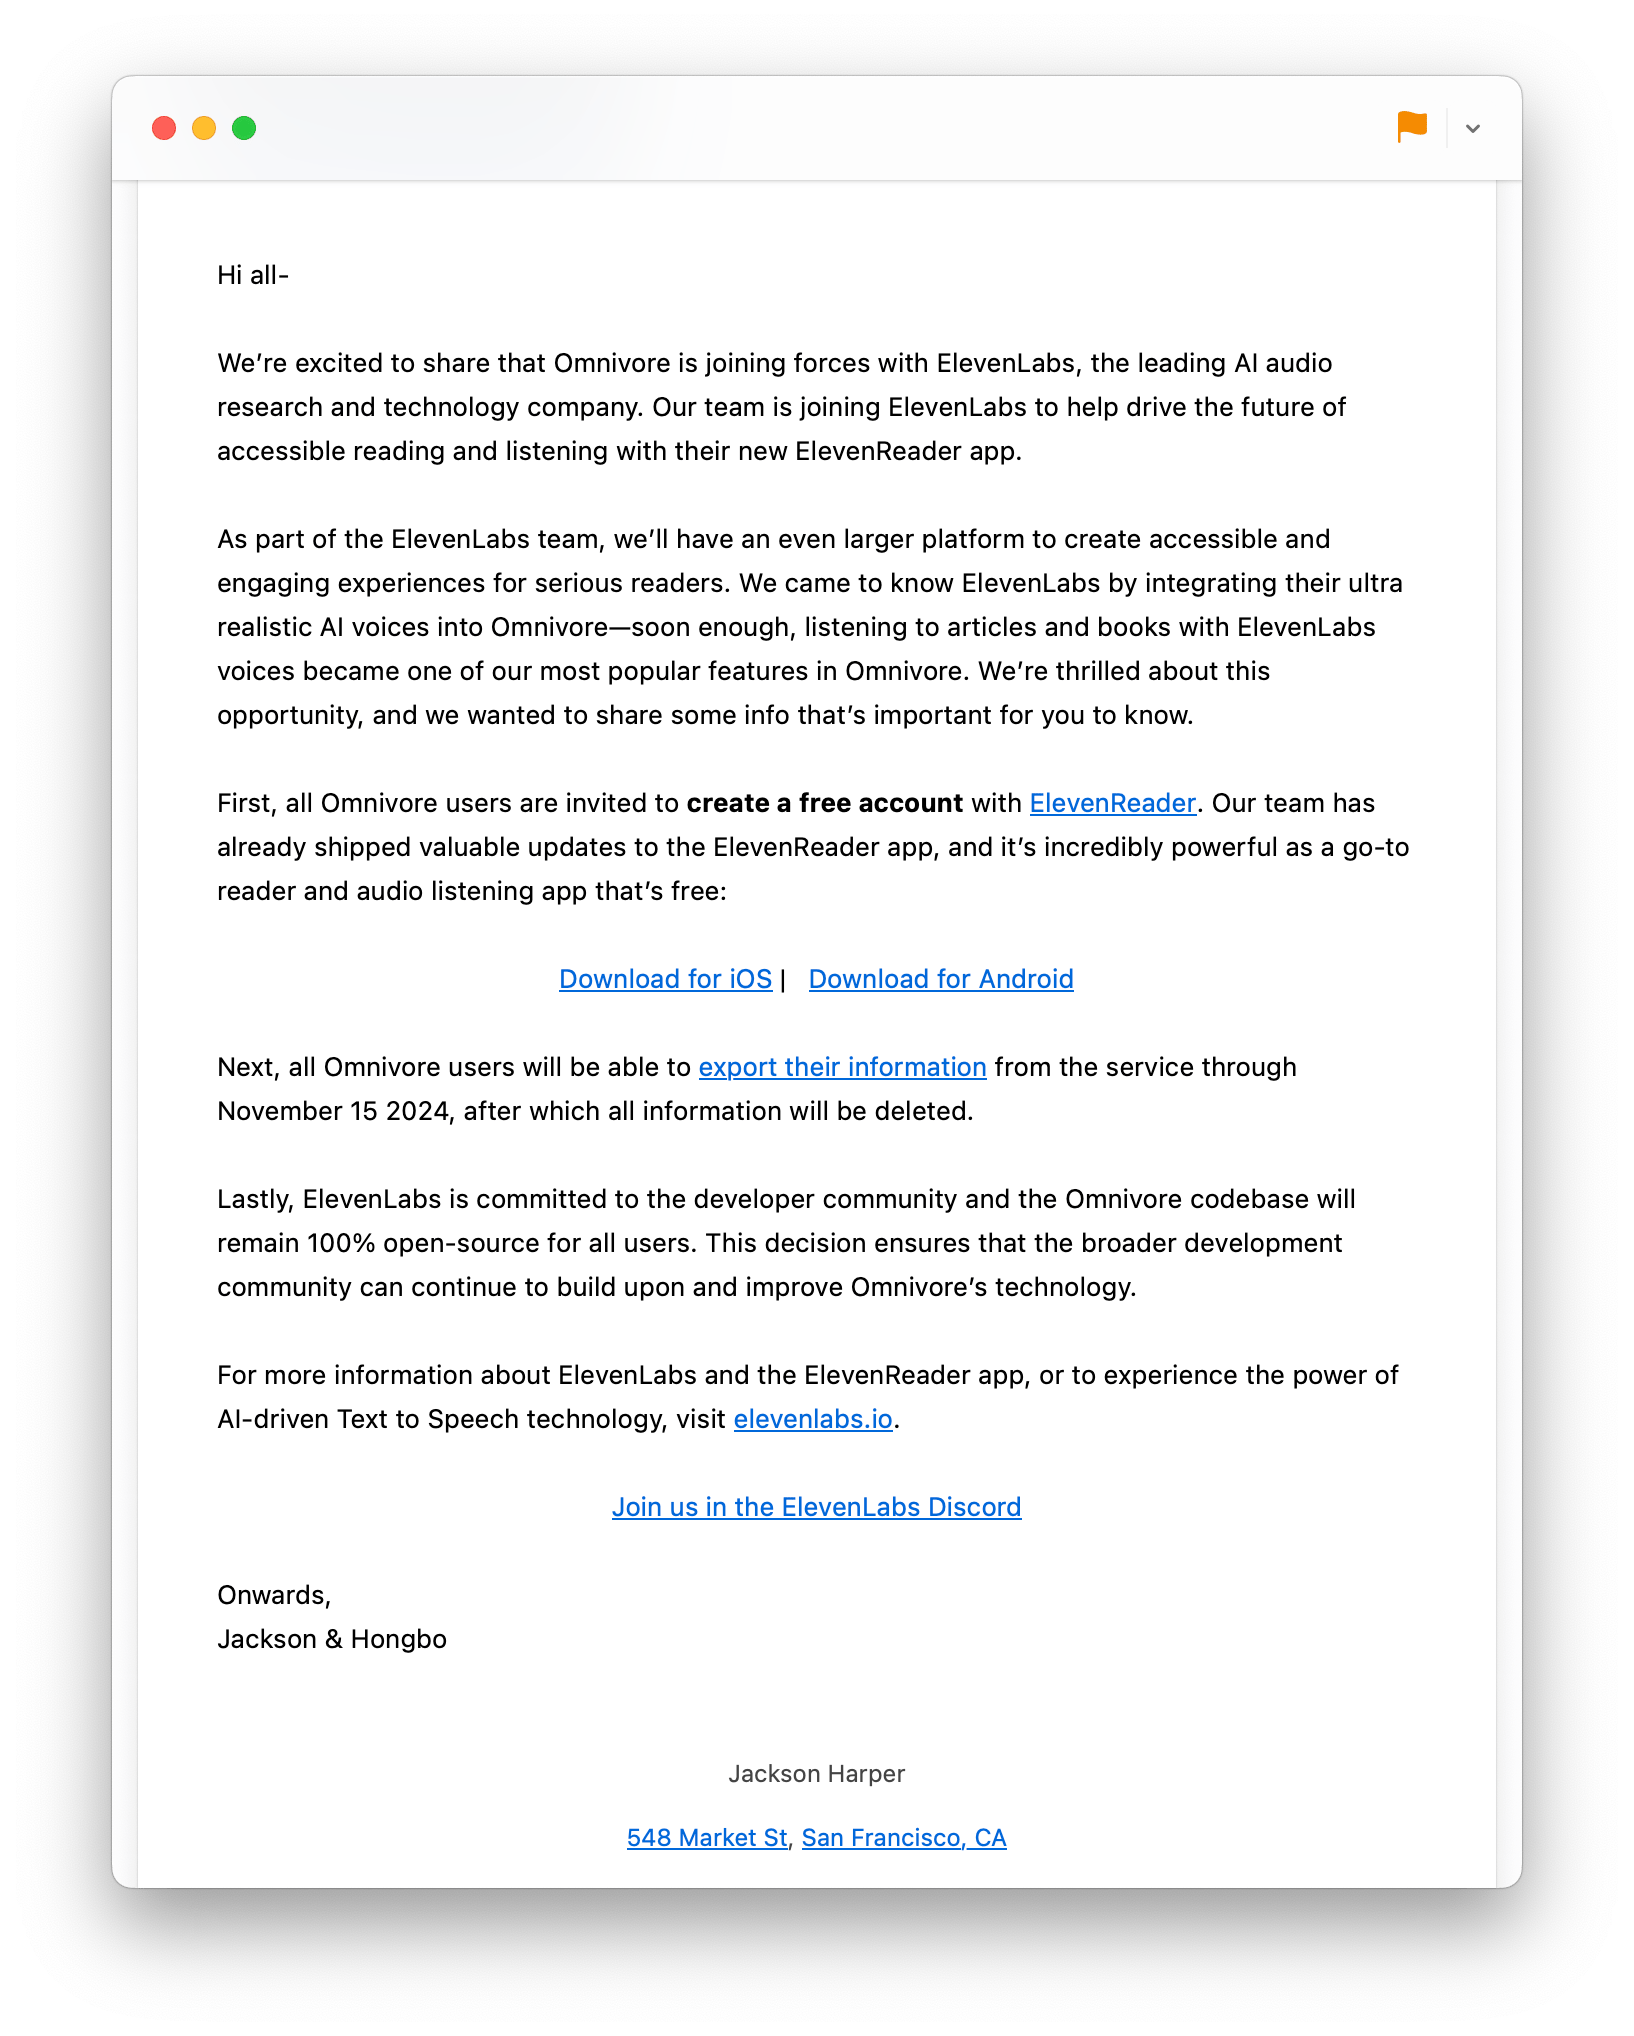 Hi all-
We’re excited to share that Omnivore is joining forces with ElevenLabs, the leading AI audio
research and technology company. Our team is joining ElevenLabs to help drive the future of
accessible reading and listening with their new ElevenReader app.
As part of the ElevenLabs team, we’ll have an even larger platform to create accessible and
engaging experiences for serious readers. We came to know ElevenLabs by integrating their ultra
realistic AI voices into Omnivore—soon enough, listening to articles and books with ElevenLabs
voices became one of our most popular features in Omnivore. We’re thrilled about this
opportunity, and we wanted to share some info that’s important for you to know.
First, all Omnivore users are invited to create a free account with ElevenReader. Our team has
already shipped valuable updates to the ElevenReader app, and it’s incredibly powerful as a go-to
reader and audio listening app that’s free:
Download for iOS | Download for Android
Next, all Omnivore users will be able to export their information from the service through
November 15 2024, after which all information will be deleted.
Lastly, ElevenLabs is committed to the developer community and the Omnivore codebase will
remain 100% open-source for all users. This decision ensures that the broader development
community can continue to build upon and improve Omnivore’s technology.
For more information about ElevenLabs and the ElevenReader app, or to experience the power of
AI-driven Text to Speech technology, visit elevenlabs.io.
Join us in the ElevenLabs Discord
Onwards,
Jackson & Hongbo
Jackson Harper
548 Market St, San Francisco, CA